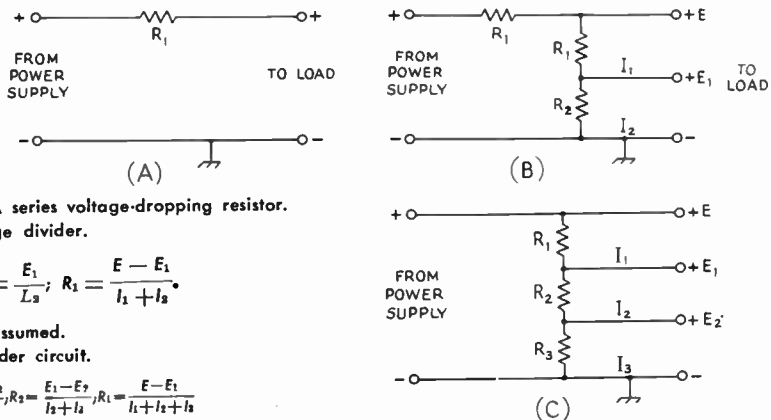 + +
R₁
FROM
POWER
SUPPLY
TO LOAD
− −
(A)
+ +E
R₁
R₁
FROM
POWER
SUPPLY
I₁ +E₁
TO
LOAD
R₂
I₂
− −
(B)
series voltage-dropping resistor.
ge divider.
= E₁ / L₂; R₁ = E − E₁ / I₁ + I₂.
ssumed.
der circuit.
², R₂ = E₁−E₂ / I₂+I₃, R₁ = E−E₁ / I₁+I₂+I₃
+ +E
R₁
I₁ +E₁
FROM
POWER
SUPPLY
R₂
I₂ +E₂
R₃
I₃
− −
(C)